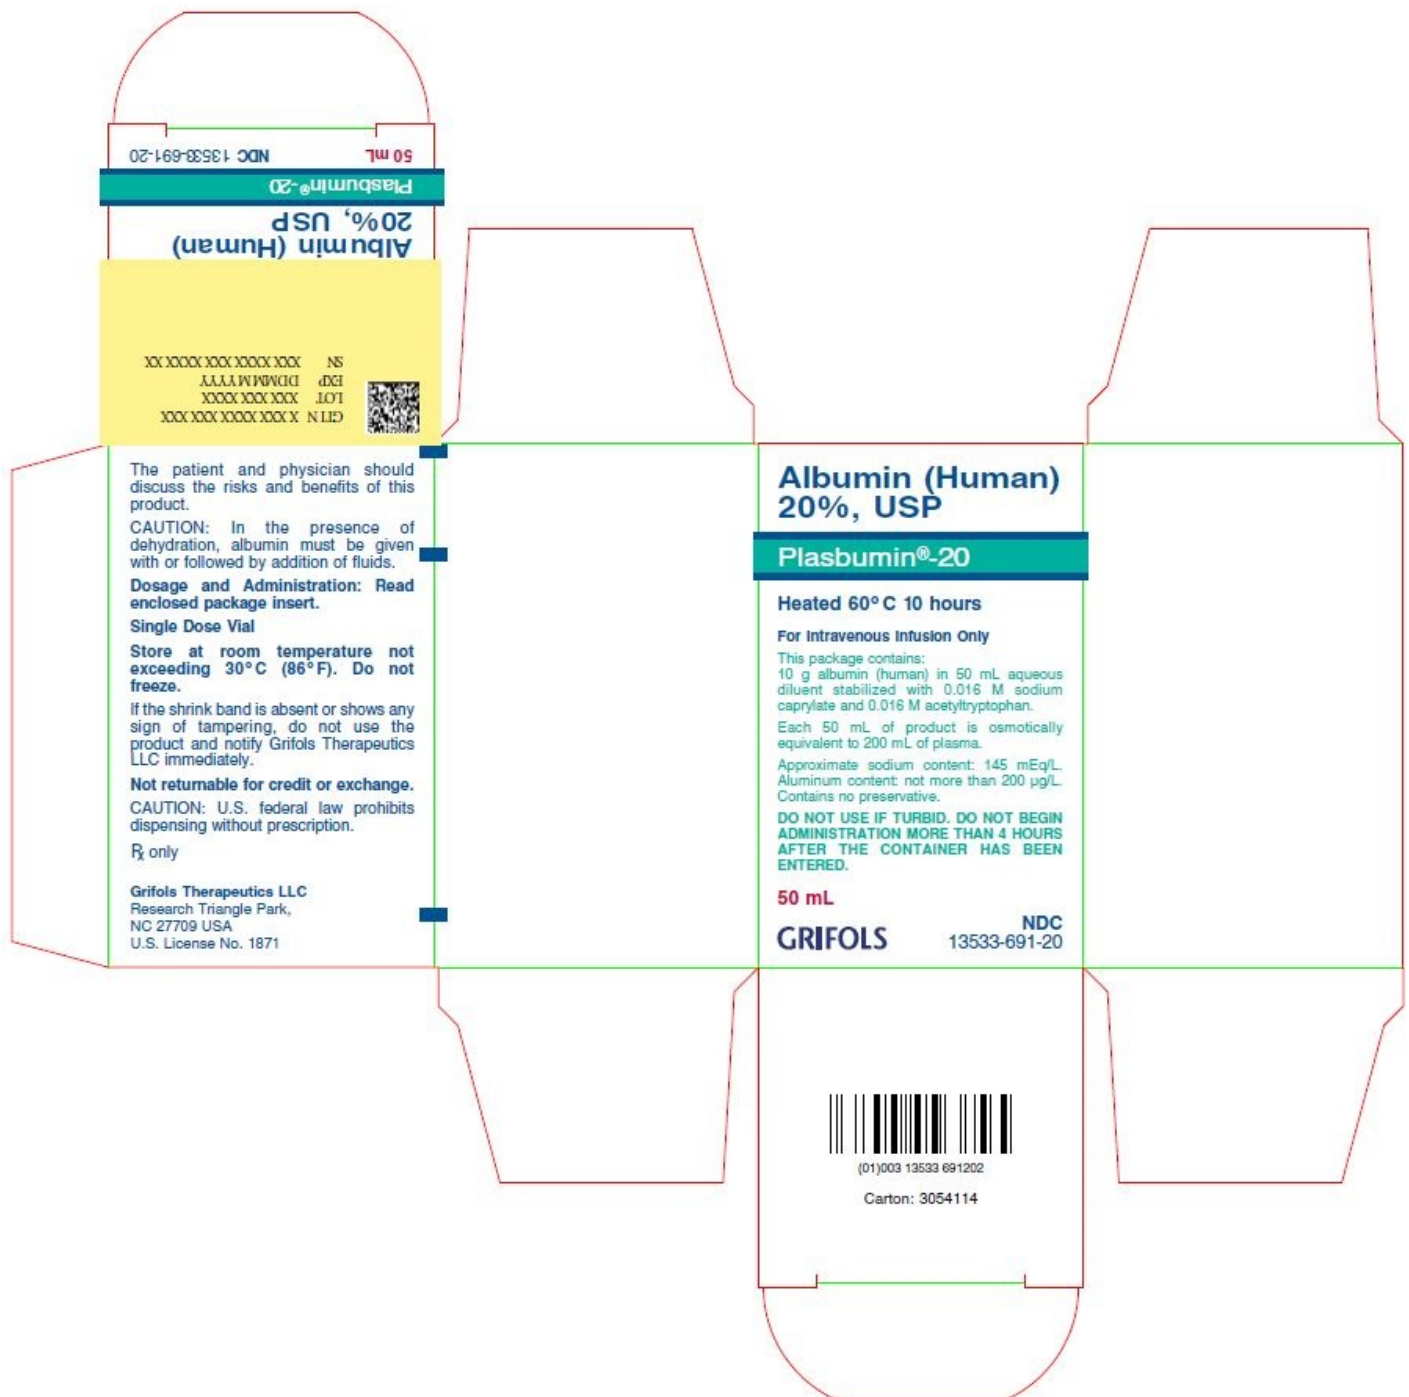 50 mL NDC 13533-691-20
Plasbumin®-20
Albumin (Human)
20%, USP
GTIN X XXX XXXX XXX XXX
LOT XXX XXX XXXX
EXP DDMMMYYYY
SN XXX XXXX XXX XXXX XX
The patient and physician should
discuss the risks and benefits of this
product.
CAUTION: In the presence of
dehydration, albumin must be given
with or followed by addition of fluids.
Dosage and Administration: Read
enclosed package insert.
Single Dose Vial
Store at room temperature not
exceeding 30°C (86°F). Do not
freeze.
If the shrink band is absent or shows any
sign of tampering, do not use the
product and notify Grifols Therapeutics
LLC immediately.
Not returnable for credit or exchange.
CAUTION: U.S. federal law prohibits
dispensing without prescription.
℞ only
Grifols Therapeutics LLC
Research Triangle Park,
NC 27709 USA
U.S. License No. 1871
Albumin (Human)
20%, USP
Plasbumin®-20
Heated 60°C 10 hours
For Intravenous Infusion Only
This package contains:
10 g albumin (human) in 50 mL aqueous
diluent stabilized with 0.016 M sodium
caprylate and 0.016 M acetyltryptophan.
Each 50 mL of product is osmotically
equivalent to 200 mL of plasma.
Approximate sodium content: 145 mEq/L.
Aluminum content: not more than 200 µg/L.
Contains no preservative.
DO NOT USE IF TURBID. DO NOT BEGIN
ADMINISTRATION MORE THAN 4 HOURS
AFTER THE CONTAINER HAS BEEN
ENTERED.
50 mL
GRIFOLS
NDC
13533-691-20
(01)003 13533 691202
Carton: 3054114